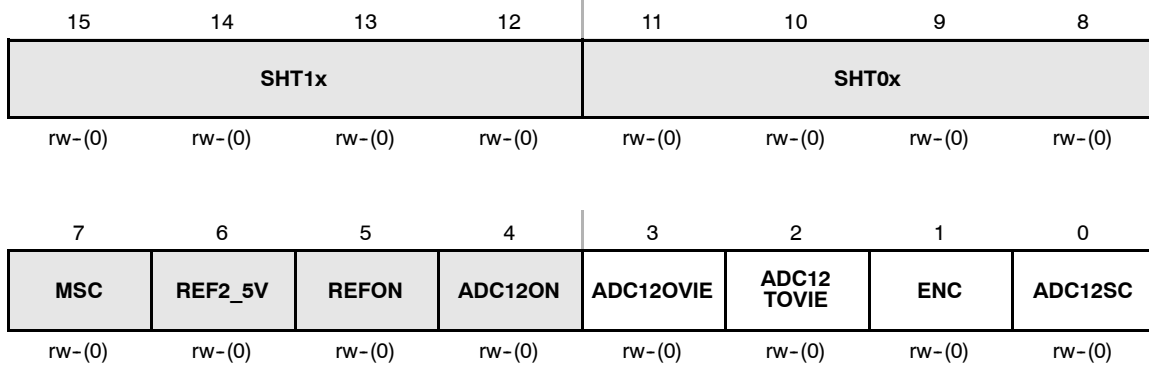 15 14 13 12 11 10 9 8
SHT1x SHT0x
rw-(0) rw-(0) rw-(0) rw-(0) rw-(0) rw-(0) rw-(0) rw-(0)
7 6 5 4 3 2 1 0
MSC REF2_5V REFON ADC12ON ADC12OVIE ADC12 TOVIE ENC ADC12SC
rw-(0) rw-(0) rw-(0) rw-(0) rw-(0) rw-(0) rw-(0) rw-(0)